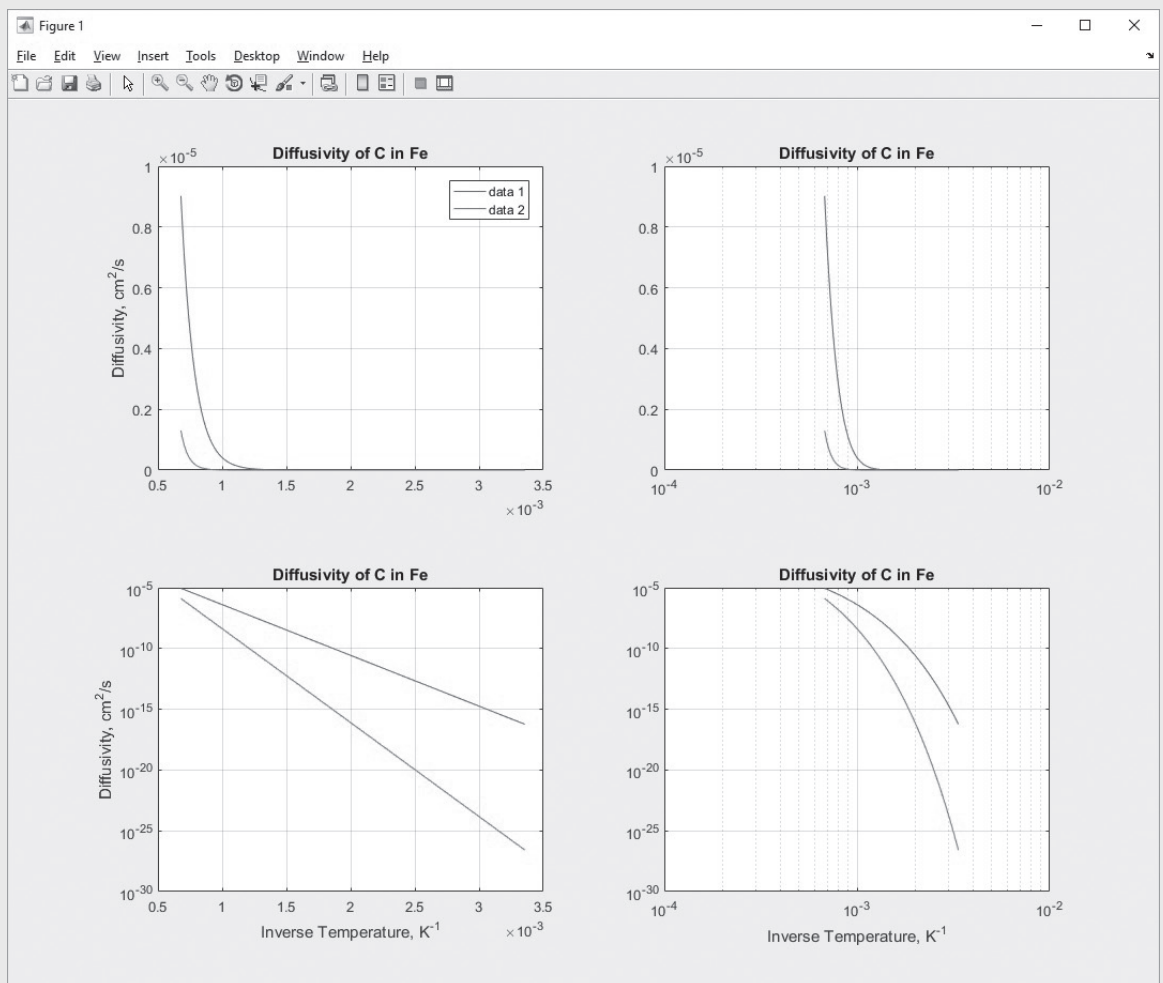 Figure 1
File Edit View Insert Tools Desktop Window Help
Diffusivity of C in Fe
×10-5
1
0.8
0.6
0.4
0.2
0
Diffusivity, cm2/s
data 1
data 2
0.5 1 1.5 2 2.5 3 3.5
×10-3
Diffusivity of C in Fe
×10-5
1
0.8
0.6
0.4
0.2
0
10-4 10-3 10-2
Diffusivity of C in Fe
10-5
10-10
10-15
10-20
10-25
10-30
Diffusivity, cm2/s
0.5 1 1.5 2 2.5 3 3.5
Inverse Temperature, K-1 ×10-3
Diffusivity of C in Fe
10-5
10-10
10-15
10-20
10-25
10-30
10-4 10-3 10-2
Inverse Temperature, K-1